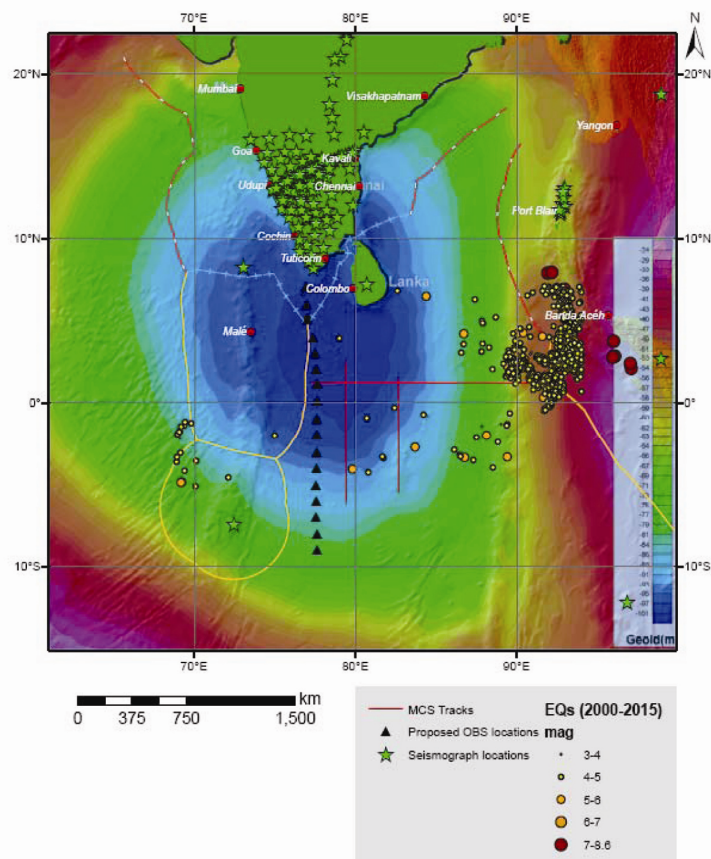 70°E 80°E 90°E N
20°N 20°N
Mumbai
Visakhapatnam
Yangon
Goa
Kavali
Udupi
Chennai
Port Blair
10°N 10°N
Cochin
Tuticorin
Colombo
Lanka
Malé
Banda Aceh
0° 0°
10°S 10°S
Geoid(m
70°E 80°E 90°E
km
0 375 750 1,500
MCS Tracks
Proposed OBS locations
Seismograph locations
EQs (2000-2015)
mag
3-4
4-5
5-6
6-7
7-8.6